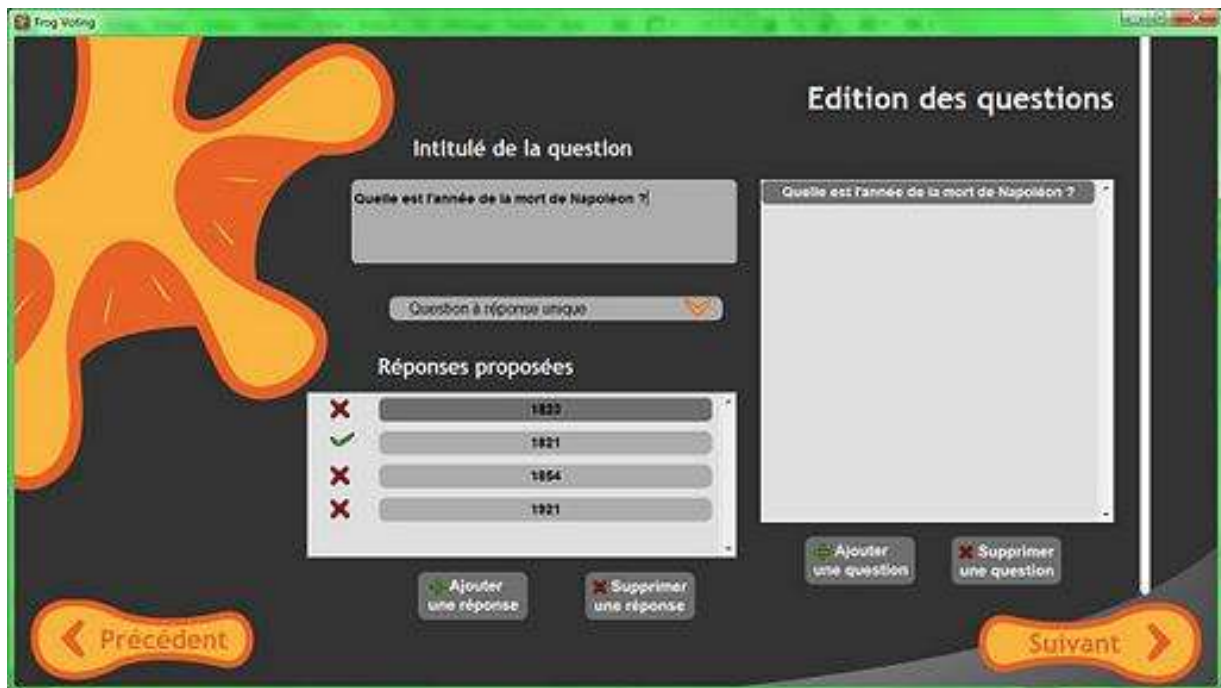 Frog Voting
Edition des questions
Intitulé de la question
Quelle est l'année de la mort de Napoléon ?
Quelle est l'année de la mort de Napoléon ?
Question à réponse unique
Réponses proposées
1821
1854
1921
Ajouter
une question
Supprimer
une question
Ajouter
une réponse
Supprimer
une réponse
Précédent
Suivant